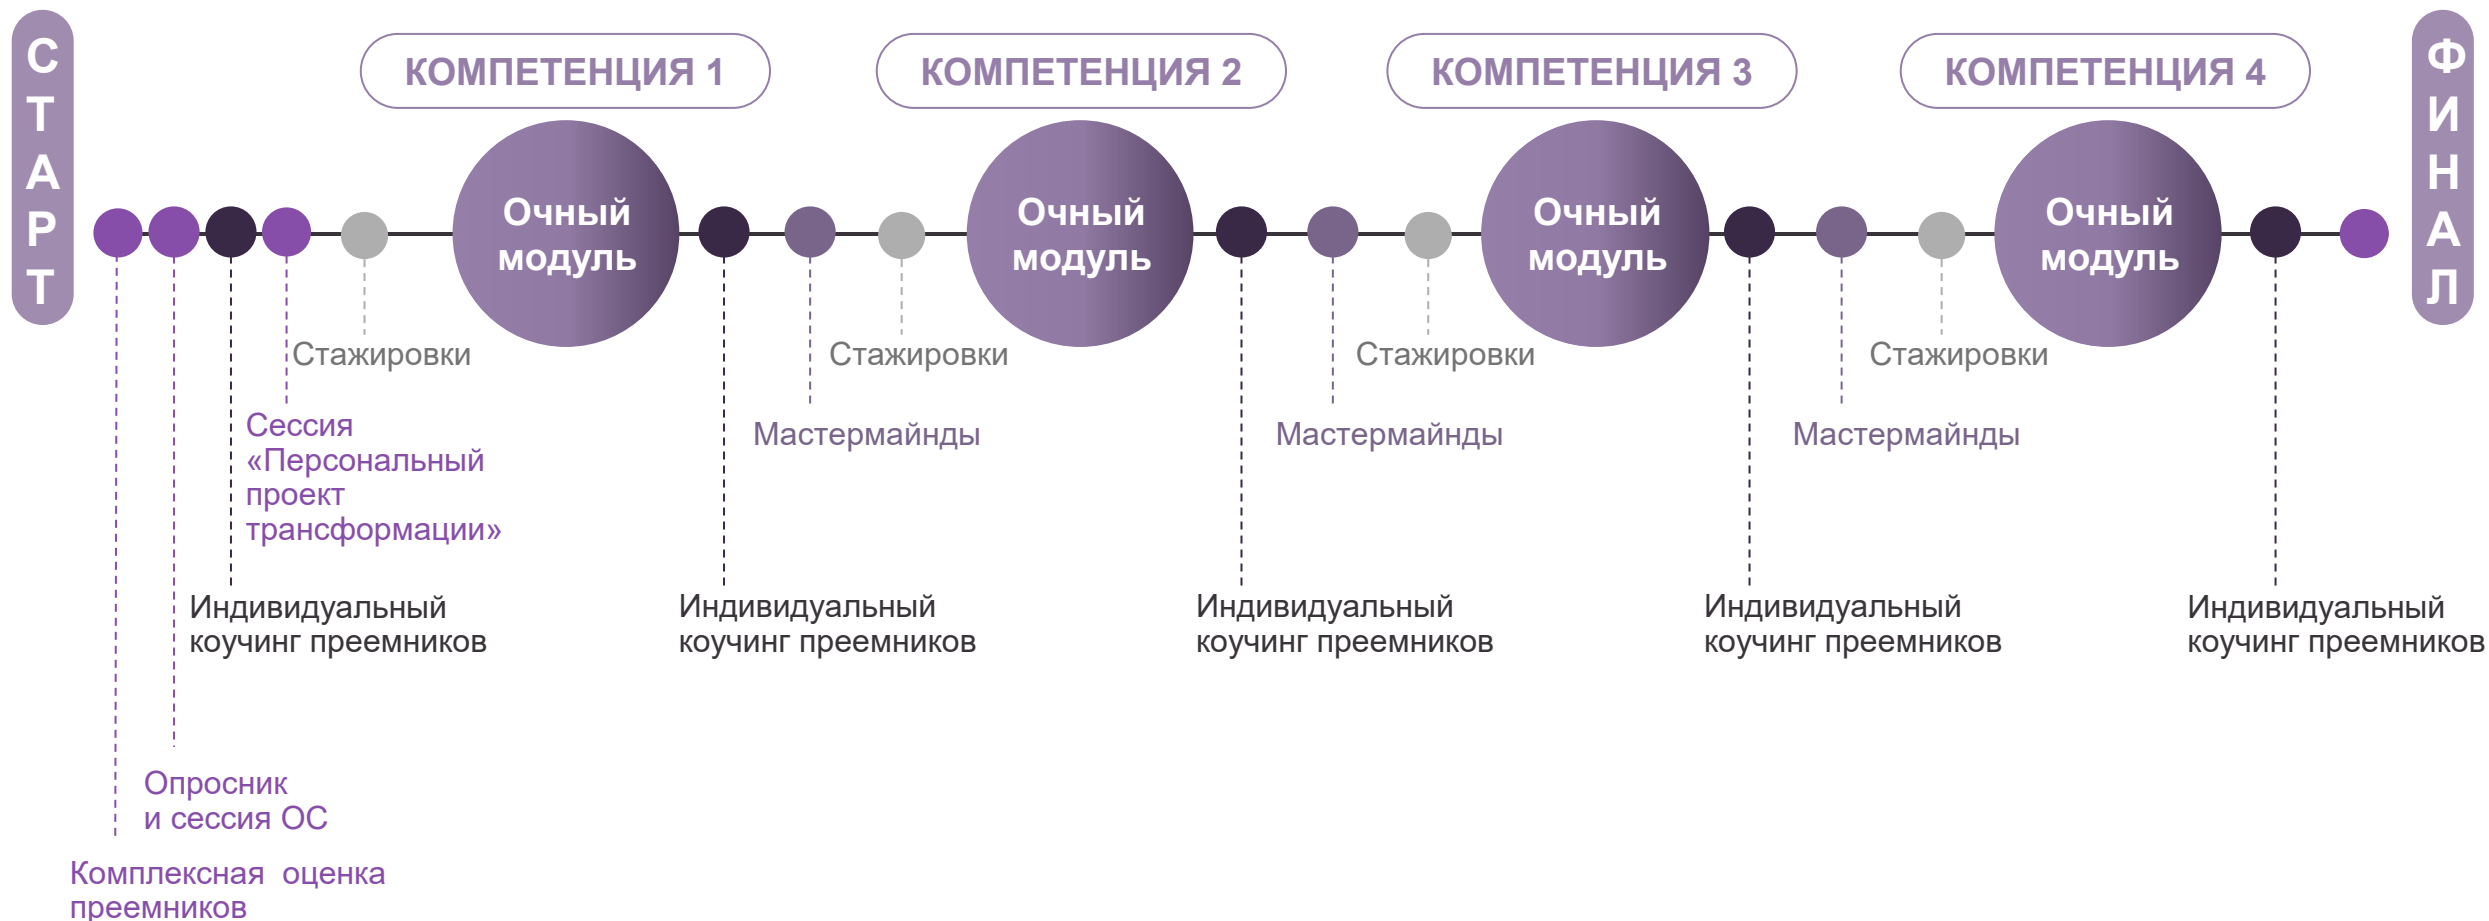 СТАРТ
КОМПЕТЕНЦИЯ 1
КОМПЕТЕНЦИЯ 2
КОМПЕТЕНЦИЯ 3
КОМПЕТЕНЦИЯ 4
ФИНАЛ
Очный
модуль
Очный
модуль
Очный
модуль
Очный
модуль
Стажировки
Стажировки
Стажировки
Стажировки
Сессия
«Персональный
проект
трансформации»
Мастермайнды
Мастермайнды
Мастермайнды
Индивидуальный
коучинг преемников
Индивидуальный
коучинг преемников
Индивидуальный
коучинг преемников
Индивидуальный
коучинг преемников
Индивидуальный
коучинг преемников
Опросник
и сессия ОС
Комплексная оценка
преемников